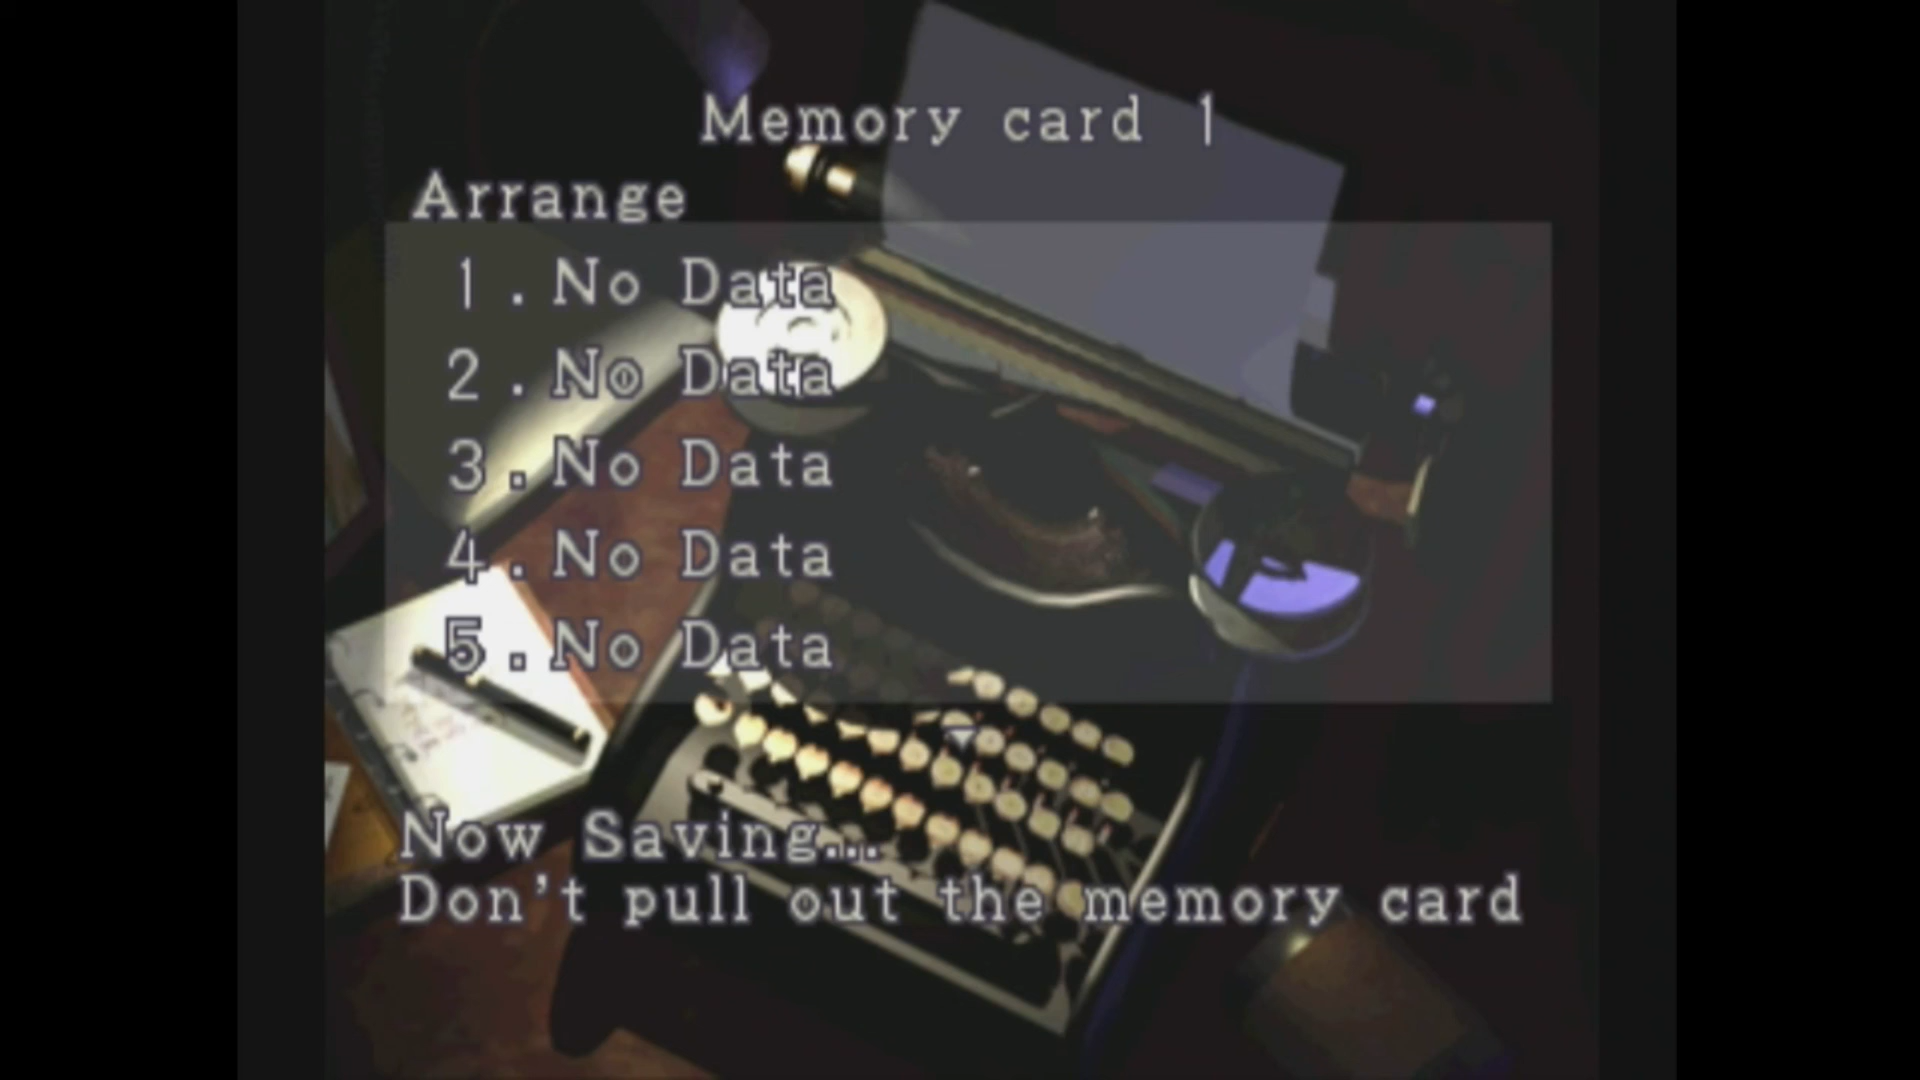 Memory card 1
Arrange
1. No Data
2. No Data
3. No Data
4. No Data
5. No Data
Now Saving...
Don't pull out the memory card